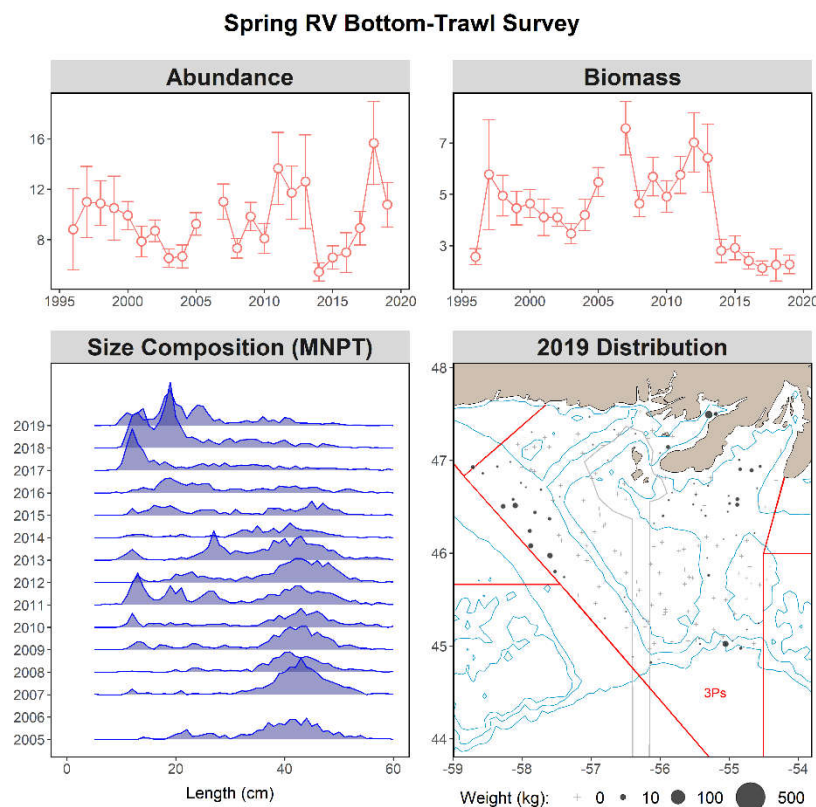 Spring RV Bottom-Trawl Survey
Abundance
16
12
8
1995 2000 2005 2010 2015 2020
Biomass
7
5
3
1995 2000 2005 2010 2015 2020
Size Composition (MNPT)
2019
2018
2017
2016
2015
2014
2013
2012
2011
2010
2009
2008
2007
2006
2005
0 20 40 60
Length (cm)
2019 Distribution
48
47
46
45
44
3Ps
-59 -58 -57 -56 -55 -54
Weight (kg): 0 10 100 500